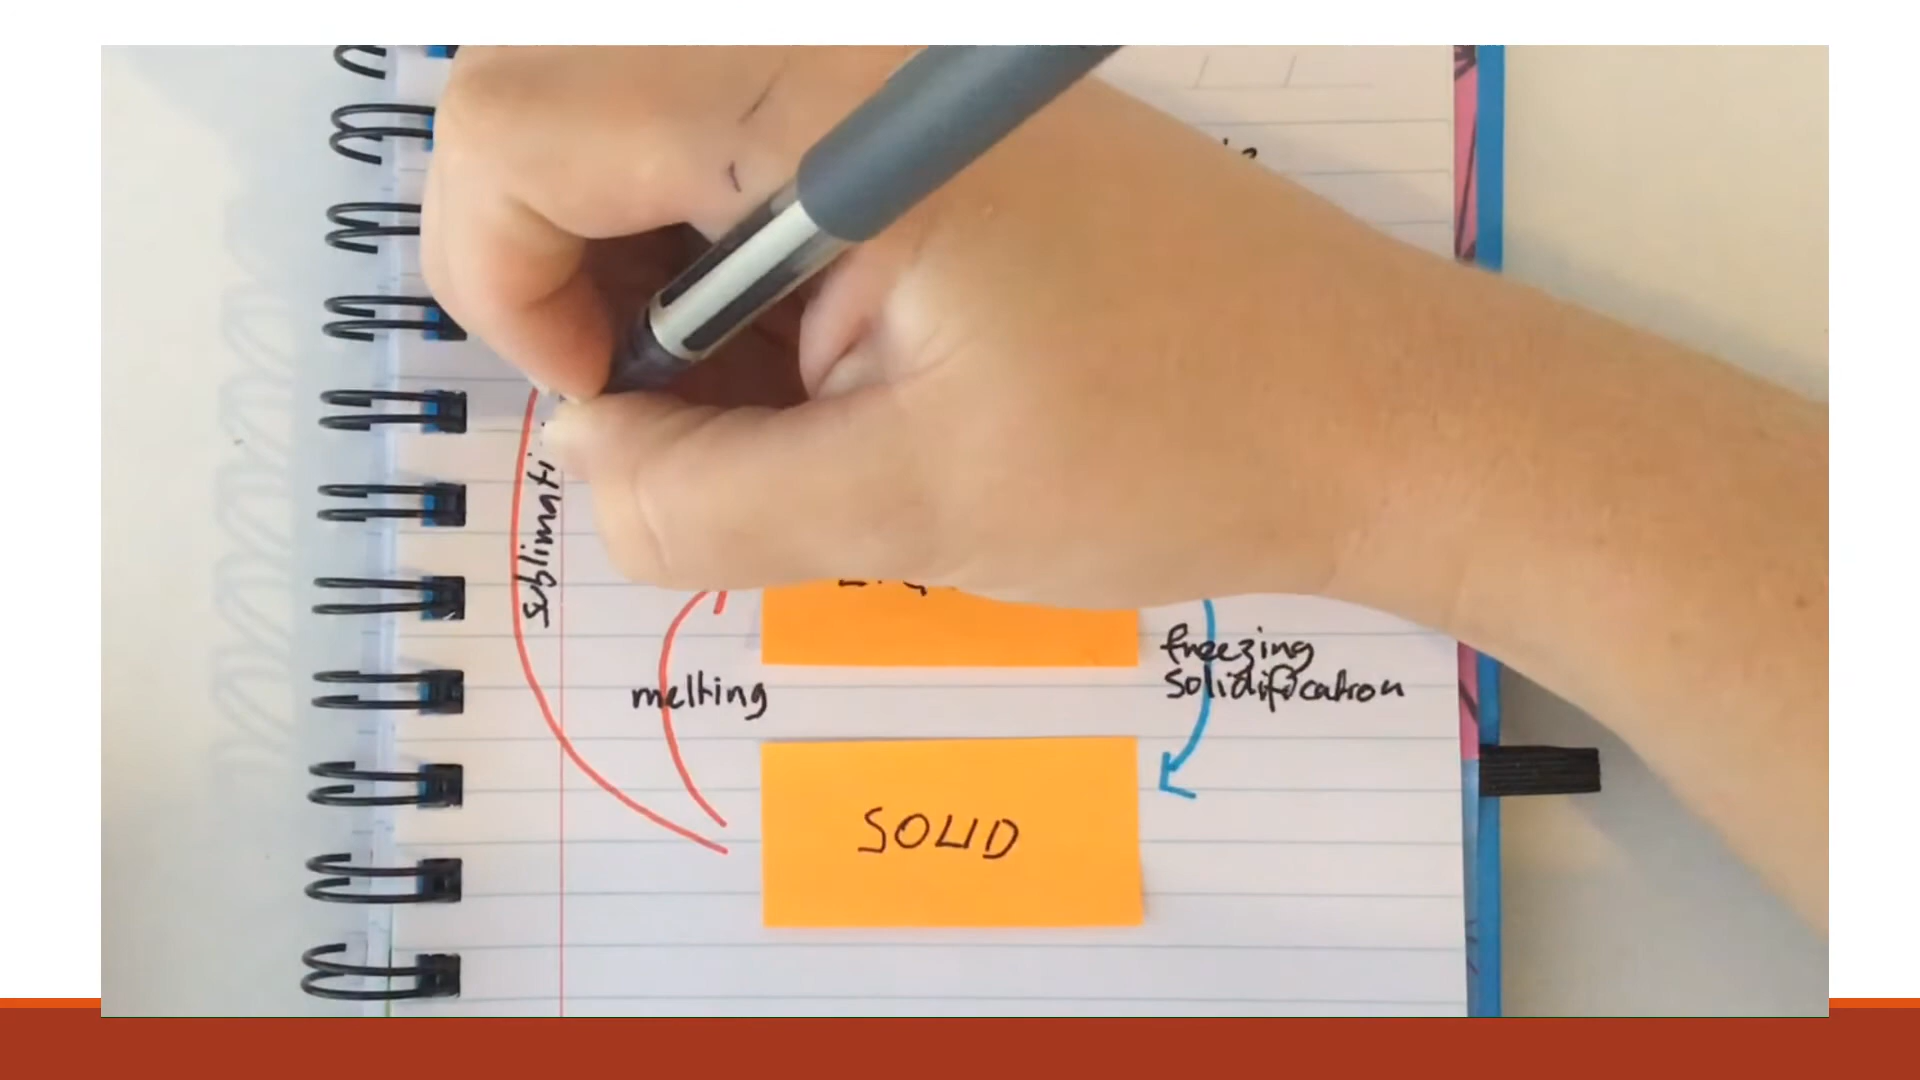 sublimati
melting
freezing
solidification
SOLID